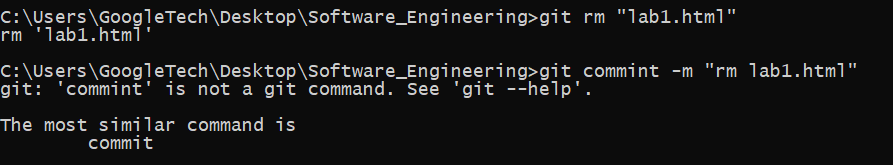 C:\Users\GoogleTech\Desktop\Software_Engineering>git rm "lab1.html"
rm 'lab1.html'
C:\Users\GoogleTech\Desktop\Software_Engineering>git commint -m "rm lab1.html"
git: 'commint' is not a git command. See 'git --help'.
The most similar command is
commit